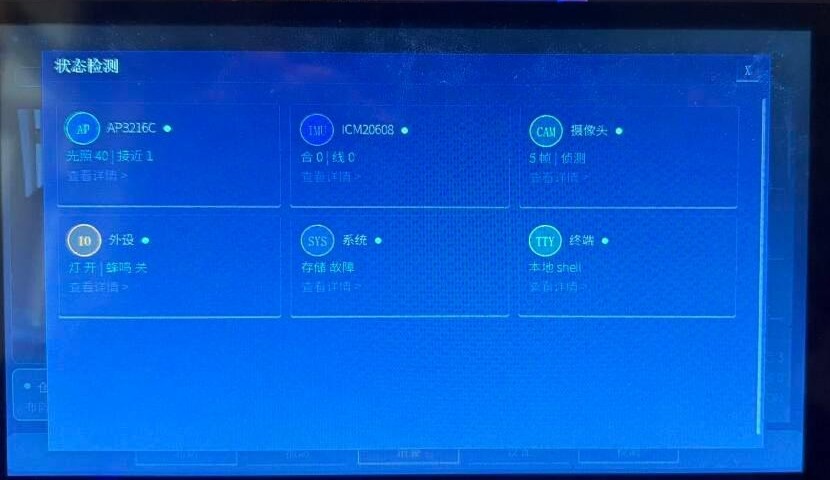 状态检测
X
AP AP3216C
光照 40 | 接近 1
查看详情 >
IMU ICM20608
合 0 | 线 0
查看详情 >
CAM 摄像头
5 帧 | 侦测
查看详情 >
IO 外设
灯 开 | 蜂鸣 关
查看详情 >
SYS 系统
存储 故障
查看详情 >
TTY 终端
本地 shell
查看详情 >